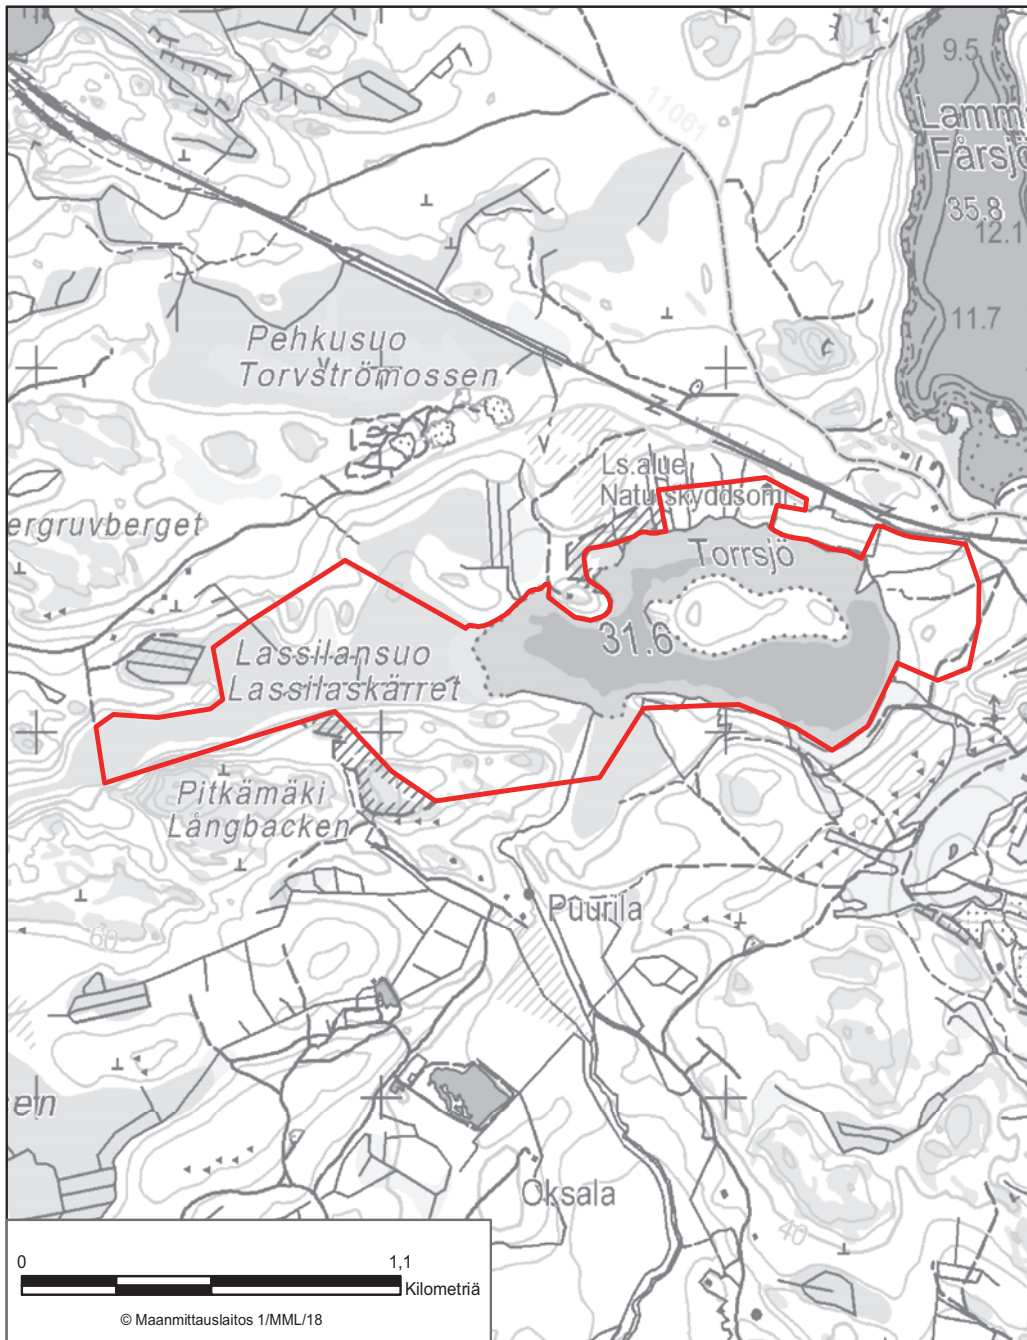 9.5
11061
Lamm
Fårsjö
35.8
12.1
11.7
Pehkusuo
Torvströmossen
Ls.alue
Naturskyddsomr.
ergruvberget
Torrsjö
31.6
Lassilansuo
Lassilaskärret
Pitkämäki
Långbacken
Puurila
60
ein
Oksala
40
0 1,1
Kilometriä
© Maanmittauslaitos 1/MML/18